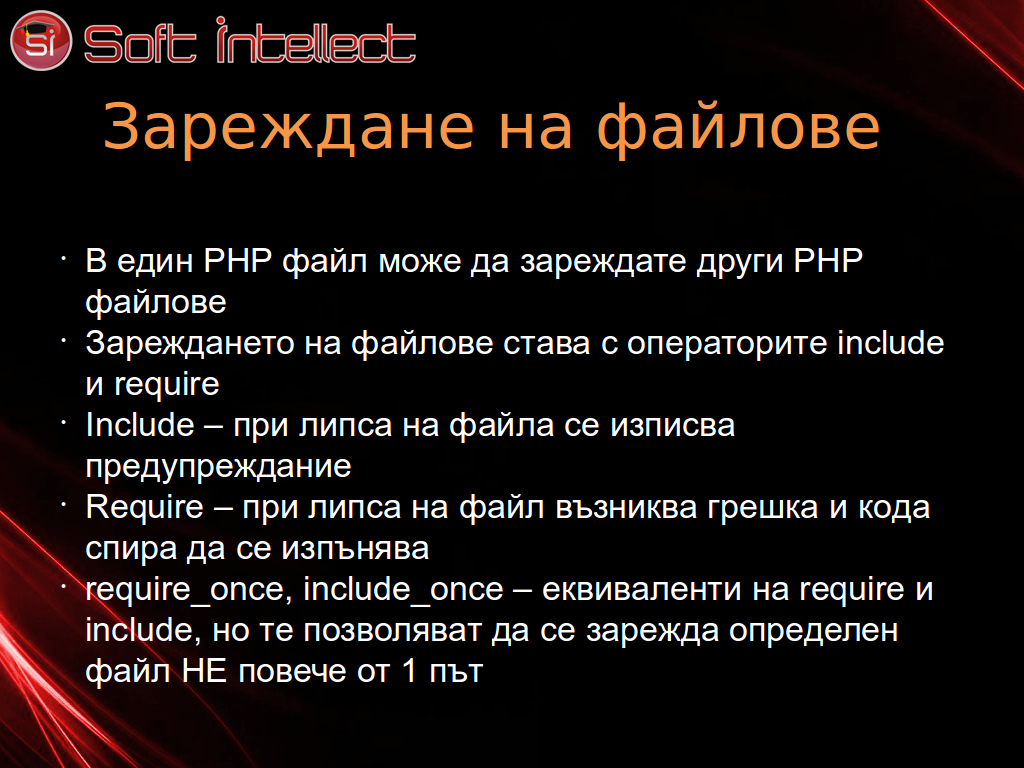 Si Soft Intellect
Зареждане на файлове
· В един PHP файл може да зареждате други PHP
файлове
· Зареждането на файлове става с операторите include
и require
· Include – при липса на файла се изписва
предупреждание
· Require – при липса на файл възниква грешка и кода
спира да се изпънява
· require_once, include_once – еквиваленти на require и
include, но те позволяват да се зарежда определен
файл НЕ повече от 1 път